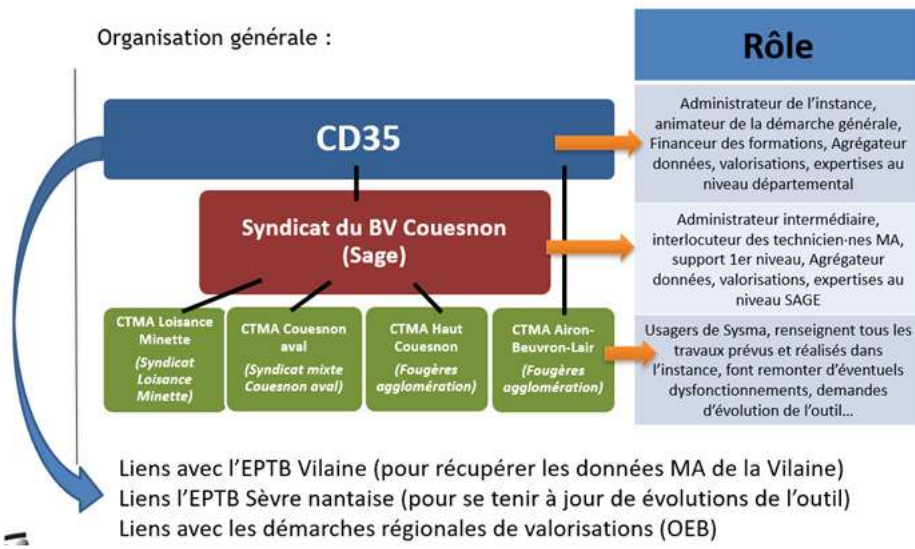 Organisation générale :
Rôle
CD35
Administrateur de l'instance,
animateur de la démarche générale,
Financeur des formations, Agrégateur
données, valorisations, expertises au
niveau départemental
Syndicat du BV Couesnon
(Sage)
Administrateur intermédiaire,
interlocuteur des technicien·nes MA,
support 1er niveau, Agrégateur
données, valorisations, expertises au
niveau SAGE
CTMA Loisance
Minette
(Syndicat
Loisance
Minette)
CTMA Couesnon
aval
(Syndicat mixte
Couesnon aval)
CTMA Haut
Couesnon
(Fougères
agglomération)
CTMA Airon-
Beuvron-Lair
(Fougères
agglomération)
Usagers de Sysma, renseignent tous les
travaux prévus et réalisés dans
l'instance, font remonter d'éventuels
dysfonctionnements, demandes
d'évolution de l'outil...
Liens avec l'EPTB Vilaine (pour récupérer les données MA de la Vilaine)
Liens l'EPTB Sèvre nantaise (pour se tenir à jour de évolutions de l'outil)
Liens avec les démarches régionales de valorisations (OEB)